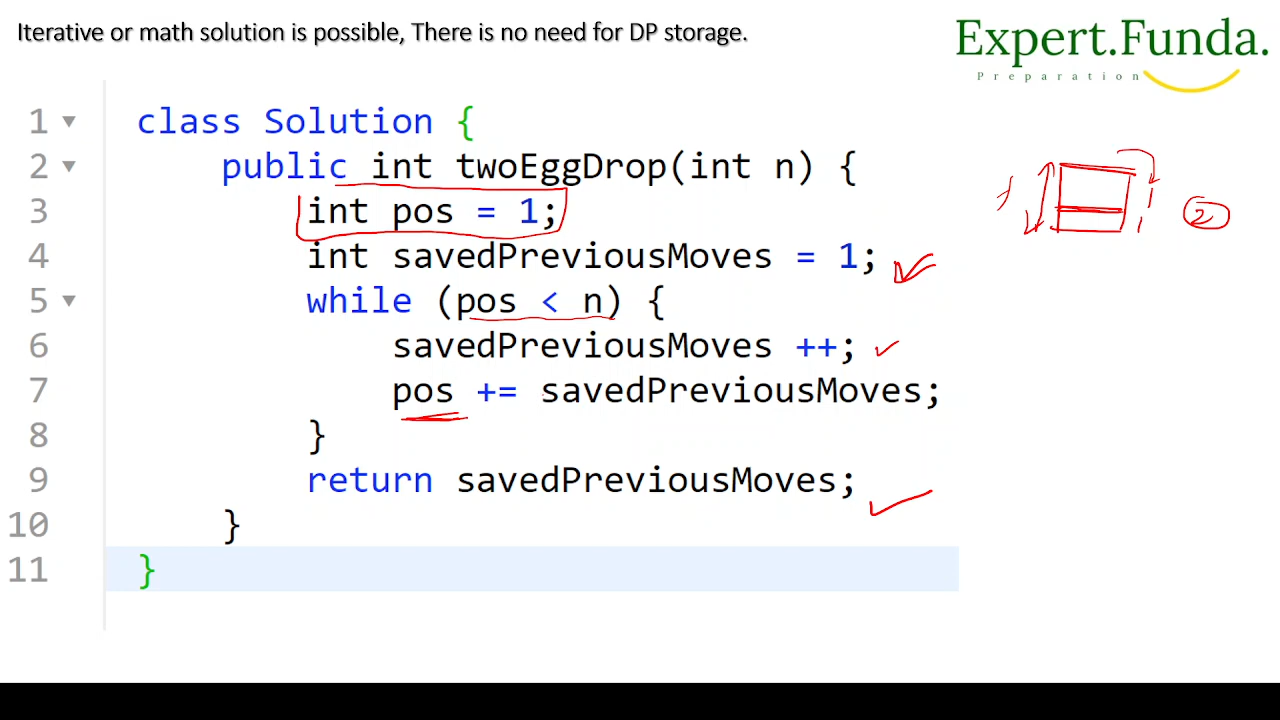 Iterative or math solution is possible, There is no need for DP storage.
Expert.Funda.
Preparation
1 class Solution {
2 public int twoEggDrop(int n) {
3 int pos = 1;
4 int savedPreviousMoves = 1;
5 while (pos < n) {
6 savedPreviousMoves ++;
7 pos += savedPreviousMoves;
8 }
9 return savedPreviousMoves;
10 }
11 }
2